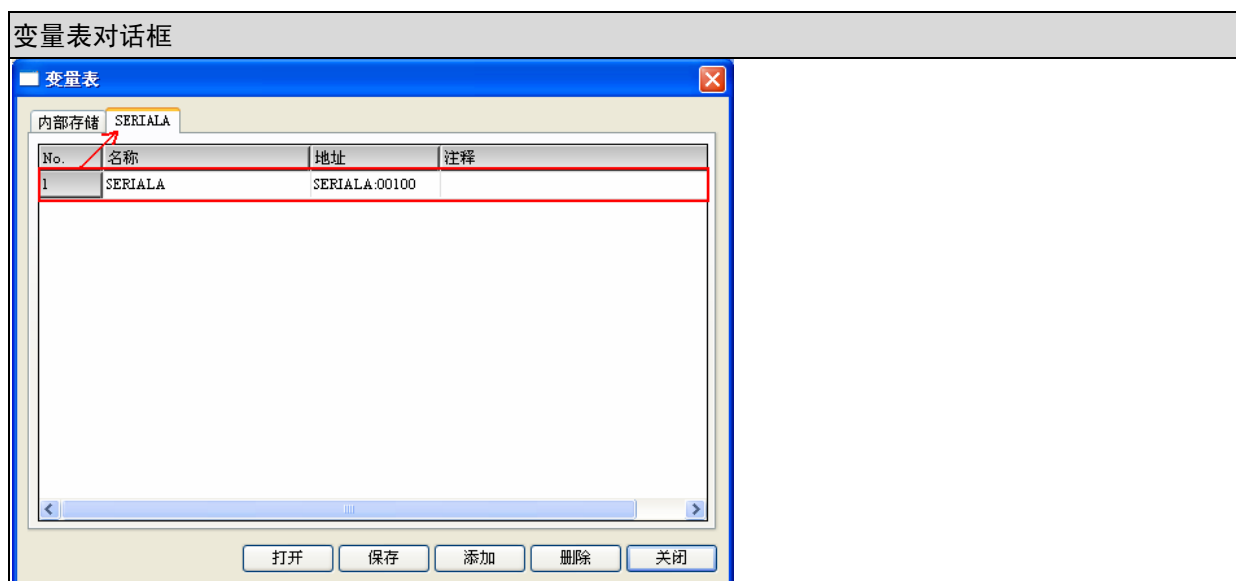 变量表对话框
变量表
内部存储 SERIALA
No. 名称 地址 注释
1 SERIALA SERIALA:00100
打开 保存 添加 删除 关闭